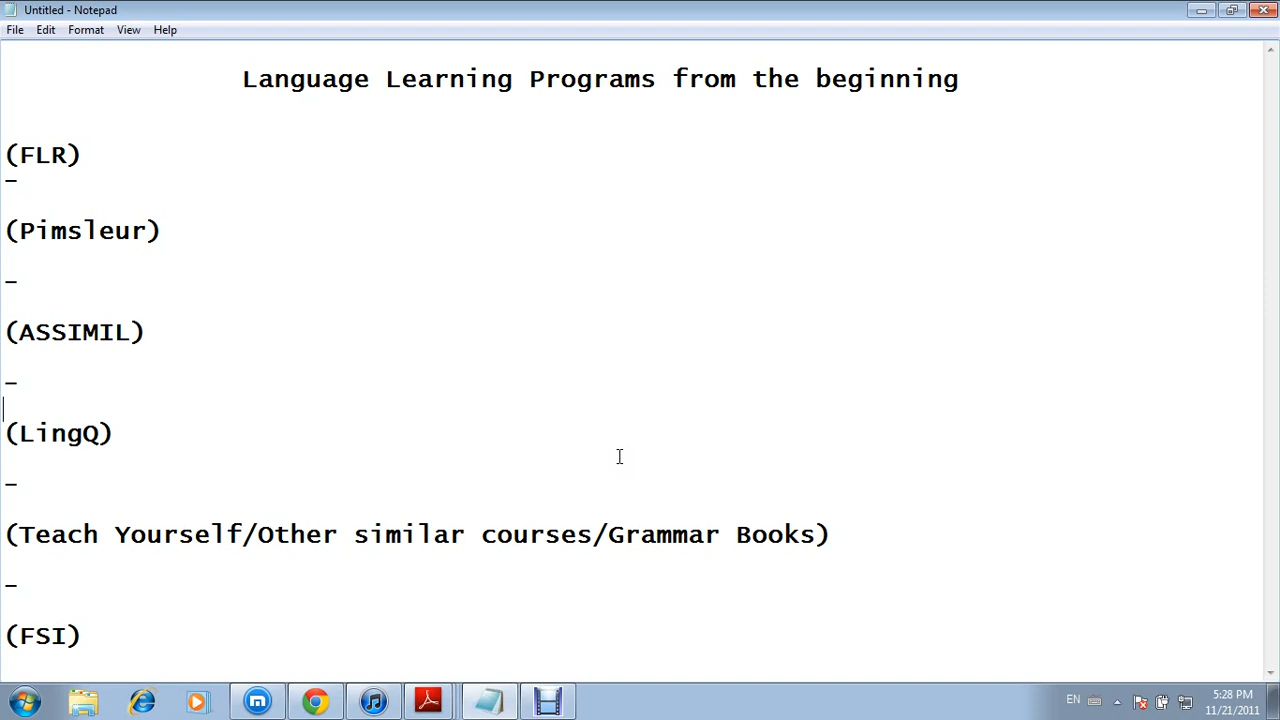 Untitled - Notepad
File Edit Format View Help
Language Learning Programs from the beginning
(FLR)
-
(Pimsleur)
-
(ASSIMIL)
-
(LingQ)
-
(Teach Yourself/Other similar courses/Grammar Books)
-
(FSI)
EN
5:28 PM
11/21/2011